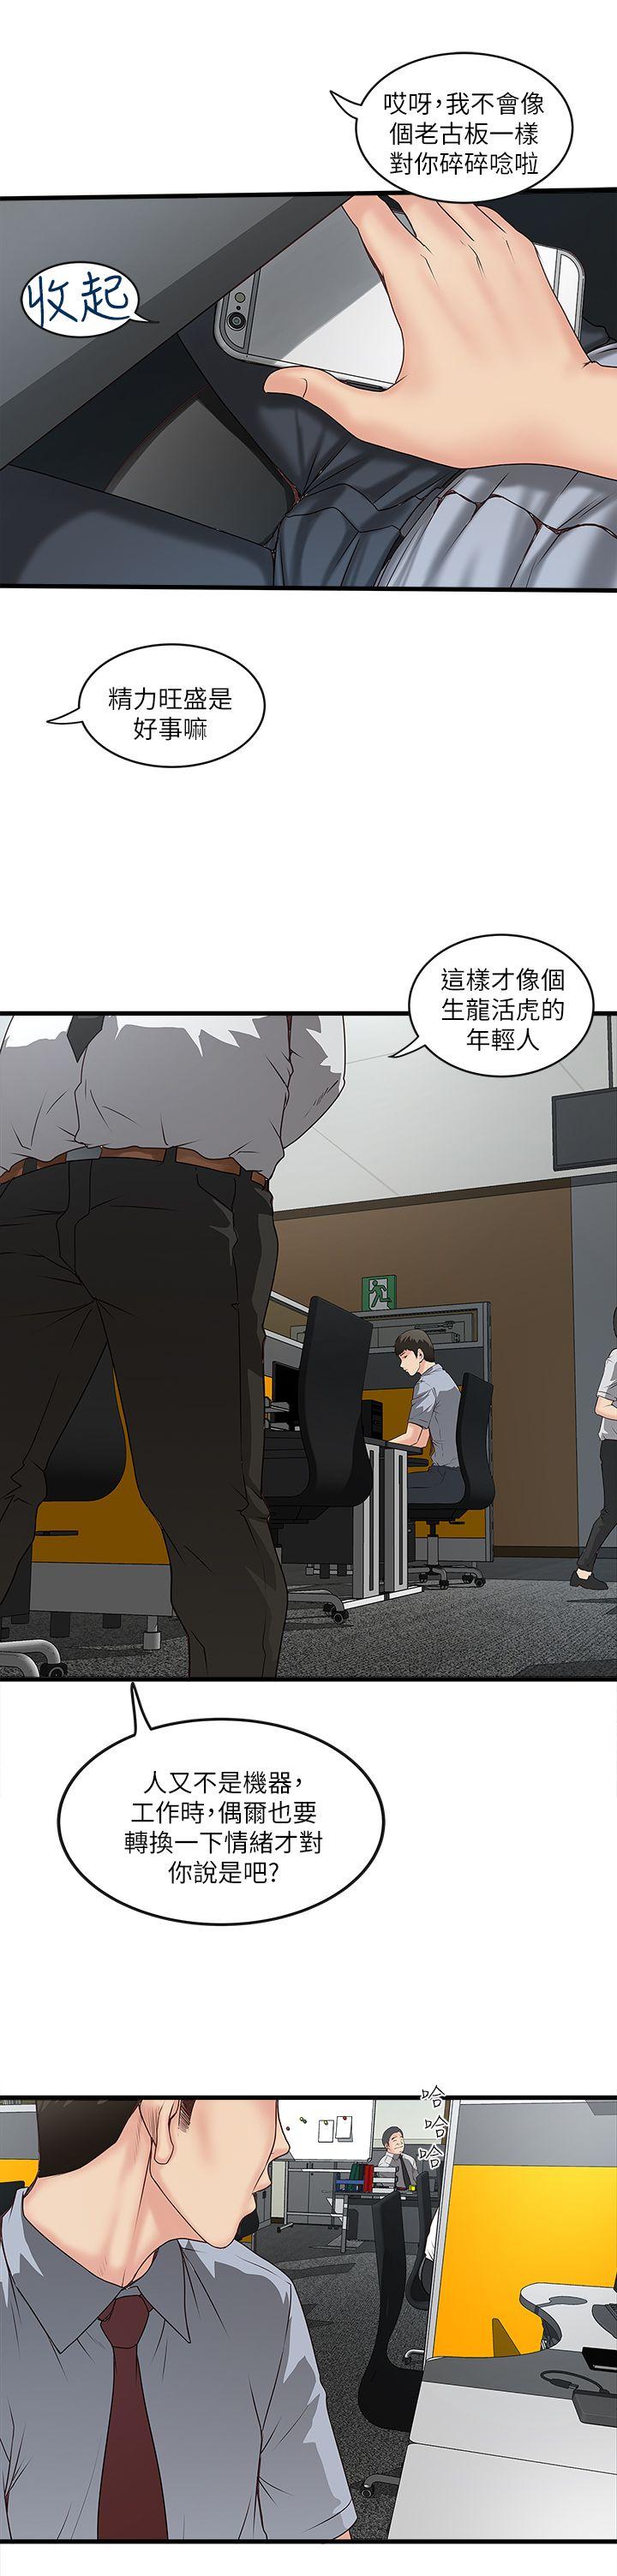 哎呀，我不會像
個老古板一樣
對你碎碎唸啦
收起
精力旺盛是
好事嘛
這樣才像個
生龍活虎的
年輕人
人又不是機器，
工作時，偶爾也要
轉換一下情緒才對
你說是吧？
哈
哈
哈